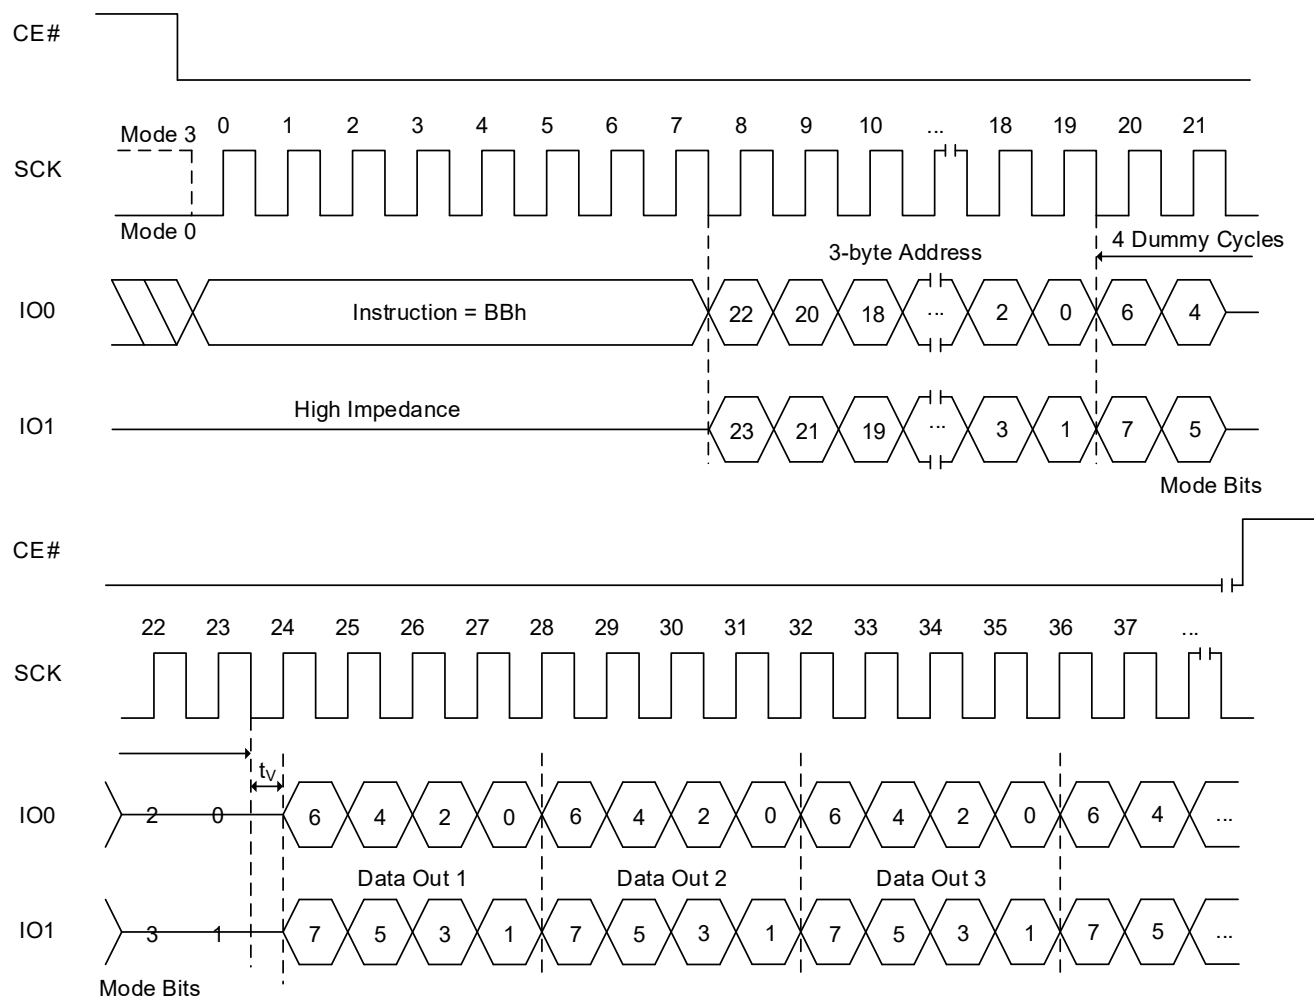 CE#
Mode 3 0 1 2 3 4 5 6 7 8 9 10 ... 18 19 20 21
SCK
Mode 0
3-byte Address 4 Dummy Cycles
IO0 Instruction = BBh 22 20 18 ... 2 0 6 4
High Impedance
IO1 23 21 19 ... 3 1 7 5
Mode Bits
CE#
22 23 24 25 26 27 28 29 30 31 32 33 34 35 36 37 ...
SCK
tV
IO0 2 0 6 4 2 0 6 4 2 0 6 4 2 0 6 4 ...
Data Out 1 Data Out 2 Data Out 3
IO1 3 1 7 5 3 1 7 5 3 1 7 5 3 1 7 5 ...
Mode Bits